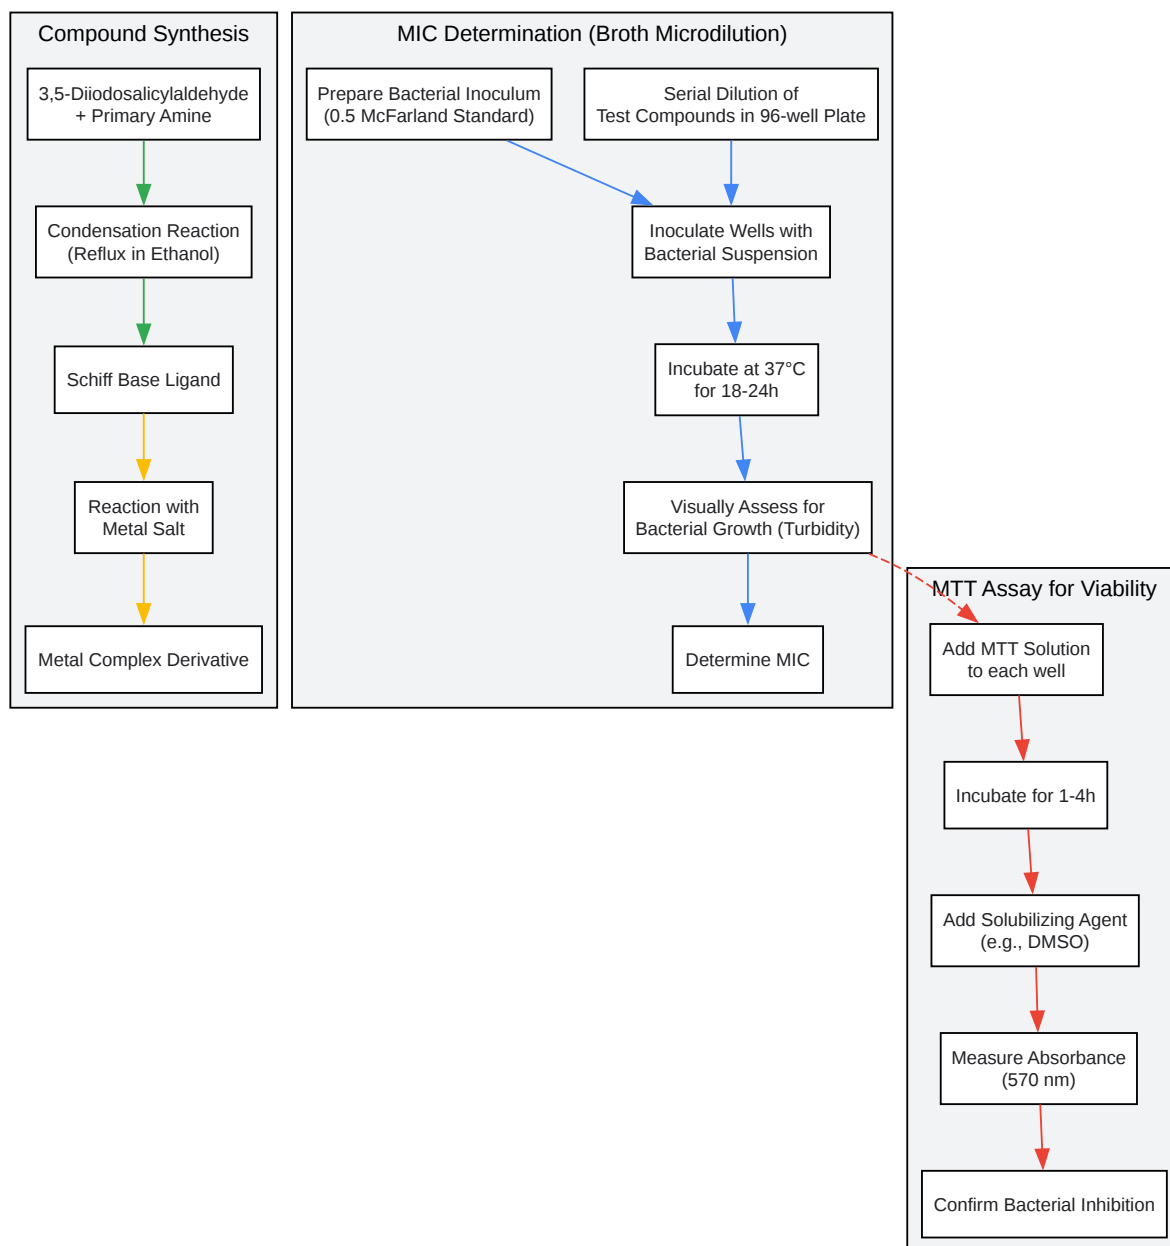 Compound Synthesis
3,5-Diiodosalicylaldehyde
+ Primary Amine
Condensation Reaction
(Reflux in Ethanol)
Schiff Base Ligand
Reaction with
Metal Salt
Metal Complex Derivative
MIC Determination (Broth Microdilution)
Prepare Bacterial Inoculum
(0.5 McFarland Standard)
Serial Dilution of
Test Compounds in 96-well Plate
Inoculate Wells with
Bacterial Suspension
Incubate at 37°C
for 18-24h
Visually Assess for
Bacterial Growth (Turbidity)
Determine MIC
MTT Assay for Viability
Add MTT Solution
to each well
Incubate for 1-4h
Add Solubilizing Agent
(e.g., DMSO)
Measure Absorbance
(570 nm)
Confirm Bacterial Inhibition